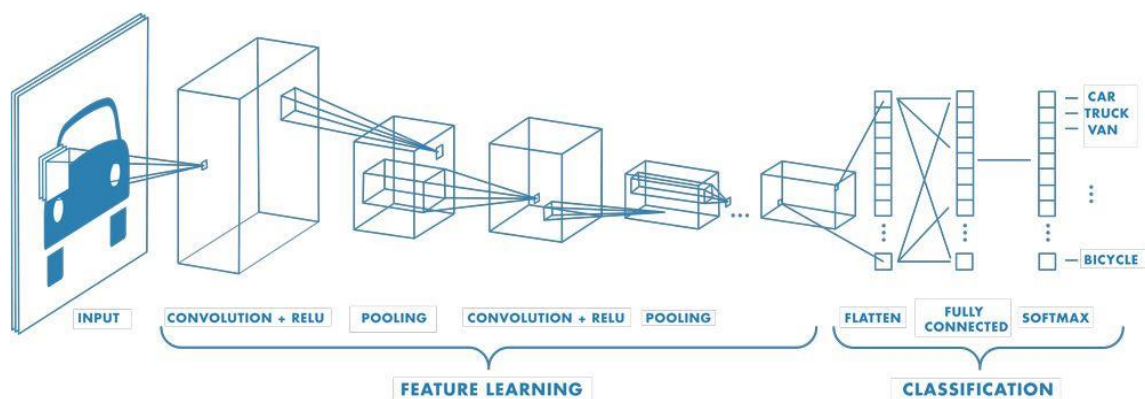 CAR
TRUCK
VAN
BICYCLE
INPUT
CONVOLUTION + RELU
POOLING
CONVOLUTION + RELU
POOLING
FLATTEN
FULLY
CONNECTED
SOFTMAX
FEATURE LEARNING
CLASSIFICATION